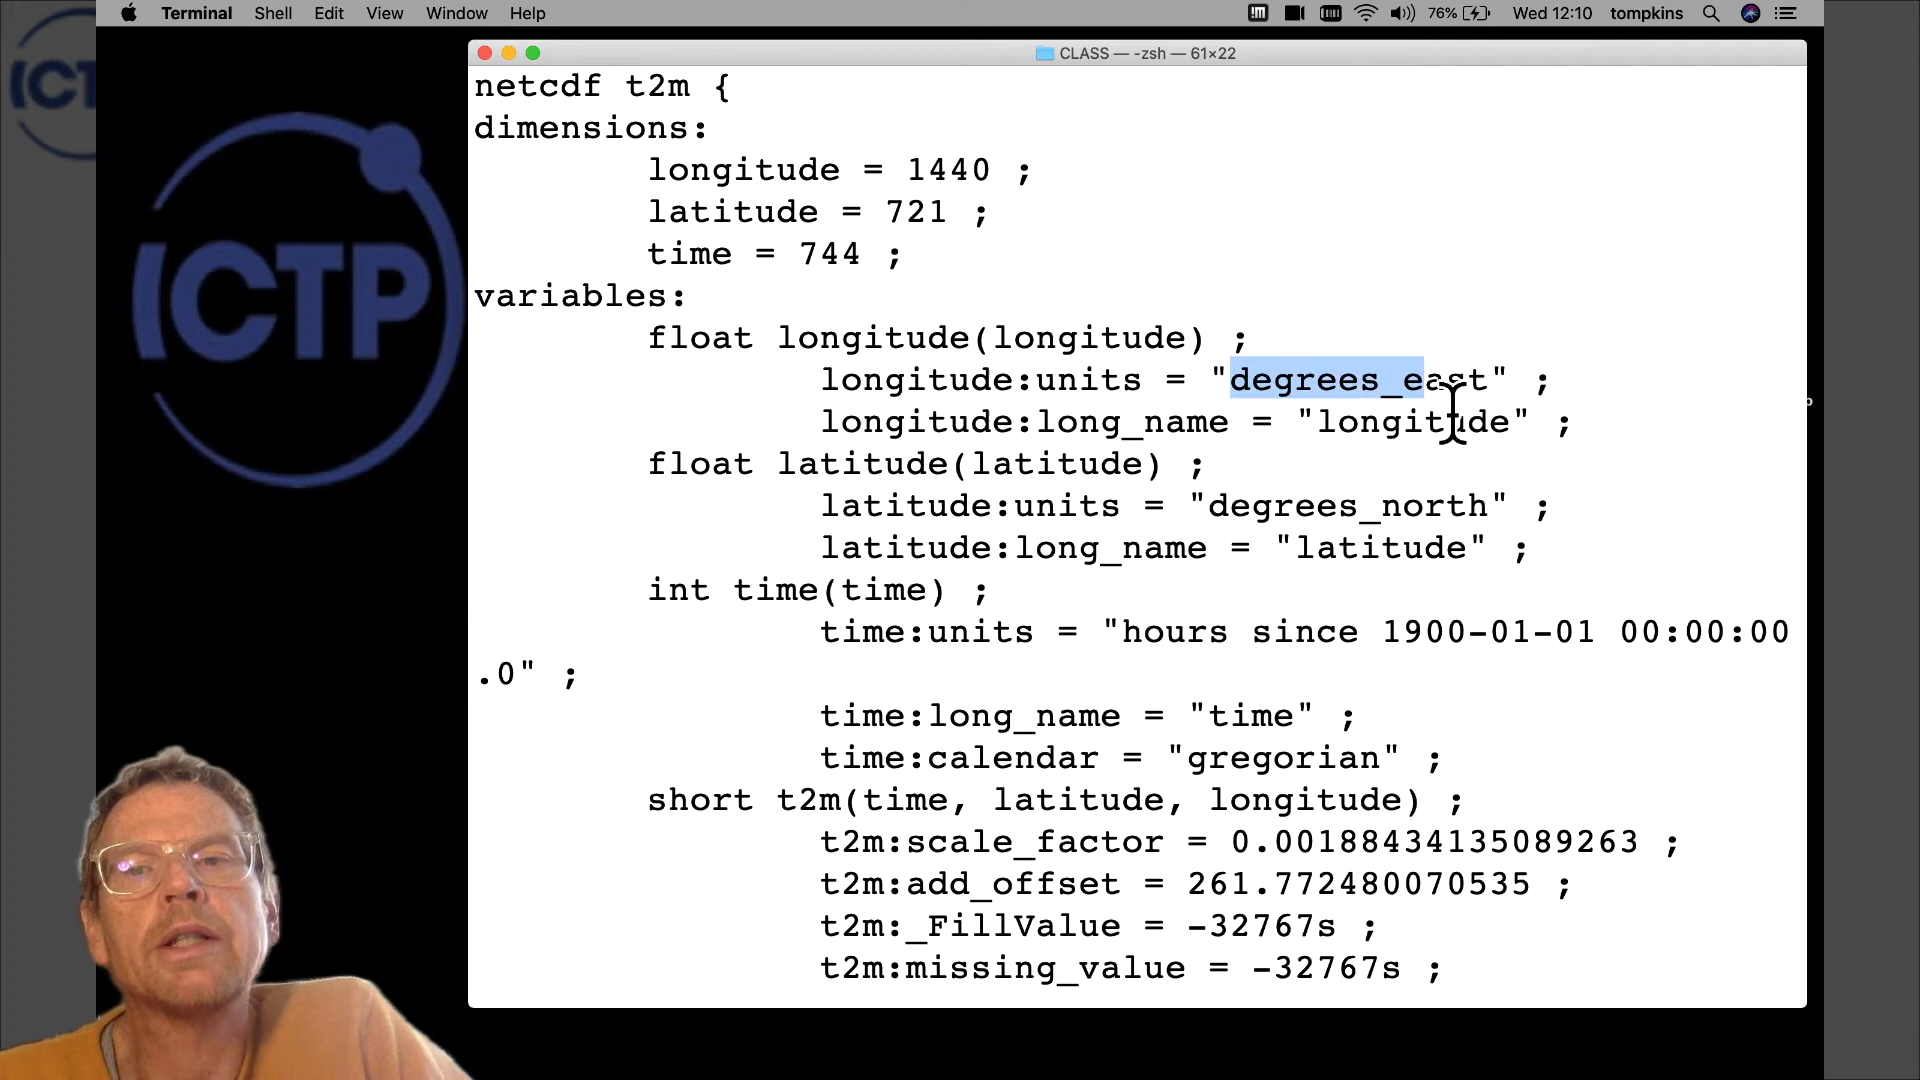 Terminal Shell Edit View Window Help 76% Wed 12:10 tompkins
CLASS — -zsh — 61×22
ICTP
ICTP
netcdf t2m {
dimensions:
longitude = 1440 ;
latitude = 721 ;
time = 744 ;
variables:
float longitude(longitude) ;
longitude:units = "degrees_east" ;
longitude:long_name = "longitude" ;
float latitude(latitude) ;
latitude:units = "degrees_north" ;
latitude:long_name = "latitude" ;
int time(time) ;
time:units = "hours since 1900-01-01 00:00:00
.0" ;
time:long_name = "time" ;
time:calendar = "gregorian" ;
short t2m(time, latitude, longitude) ;
t2m:scale_factor = 0.00188434135089263 ;
t2m:add_offset = 261.772480070535 ;
t2m:_FillValue = -32767s ;
t2m:missing_value = -32767s ;